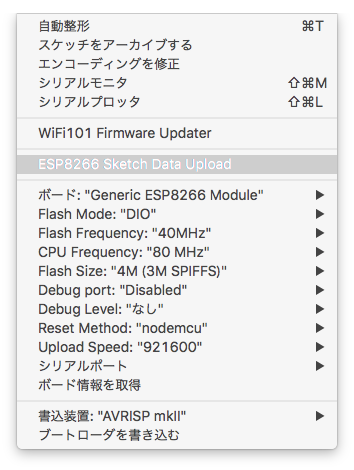 自動整形 ⌘T
スケッチをアーカイブする
エンコーディングを修正
シリアルモニタ ⇧⌘M
シリアルプロッタ ⇧⌘L
WiFi101 Firmware Updater
ESP8266 Sketch Data Upload
ボード: "Generic ESP8266 Module"
Flash Mode: "DIO"
Flash Frequency: "40MHz"
CPU Frequency: "80 MHz"
Flash Size: "4M (3M SPIFFS)"
Debug port: "Disabled"
Debug Level: "なし"
Reset Method: "nodemcu"
Upload Speed: "921600"
シリアルポート
ボード情報を取得
書込装置: "AVRISP mkII"
ブートローダを書き込む